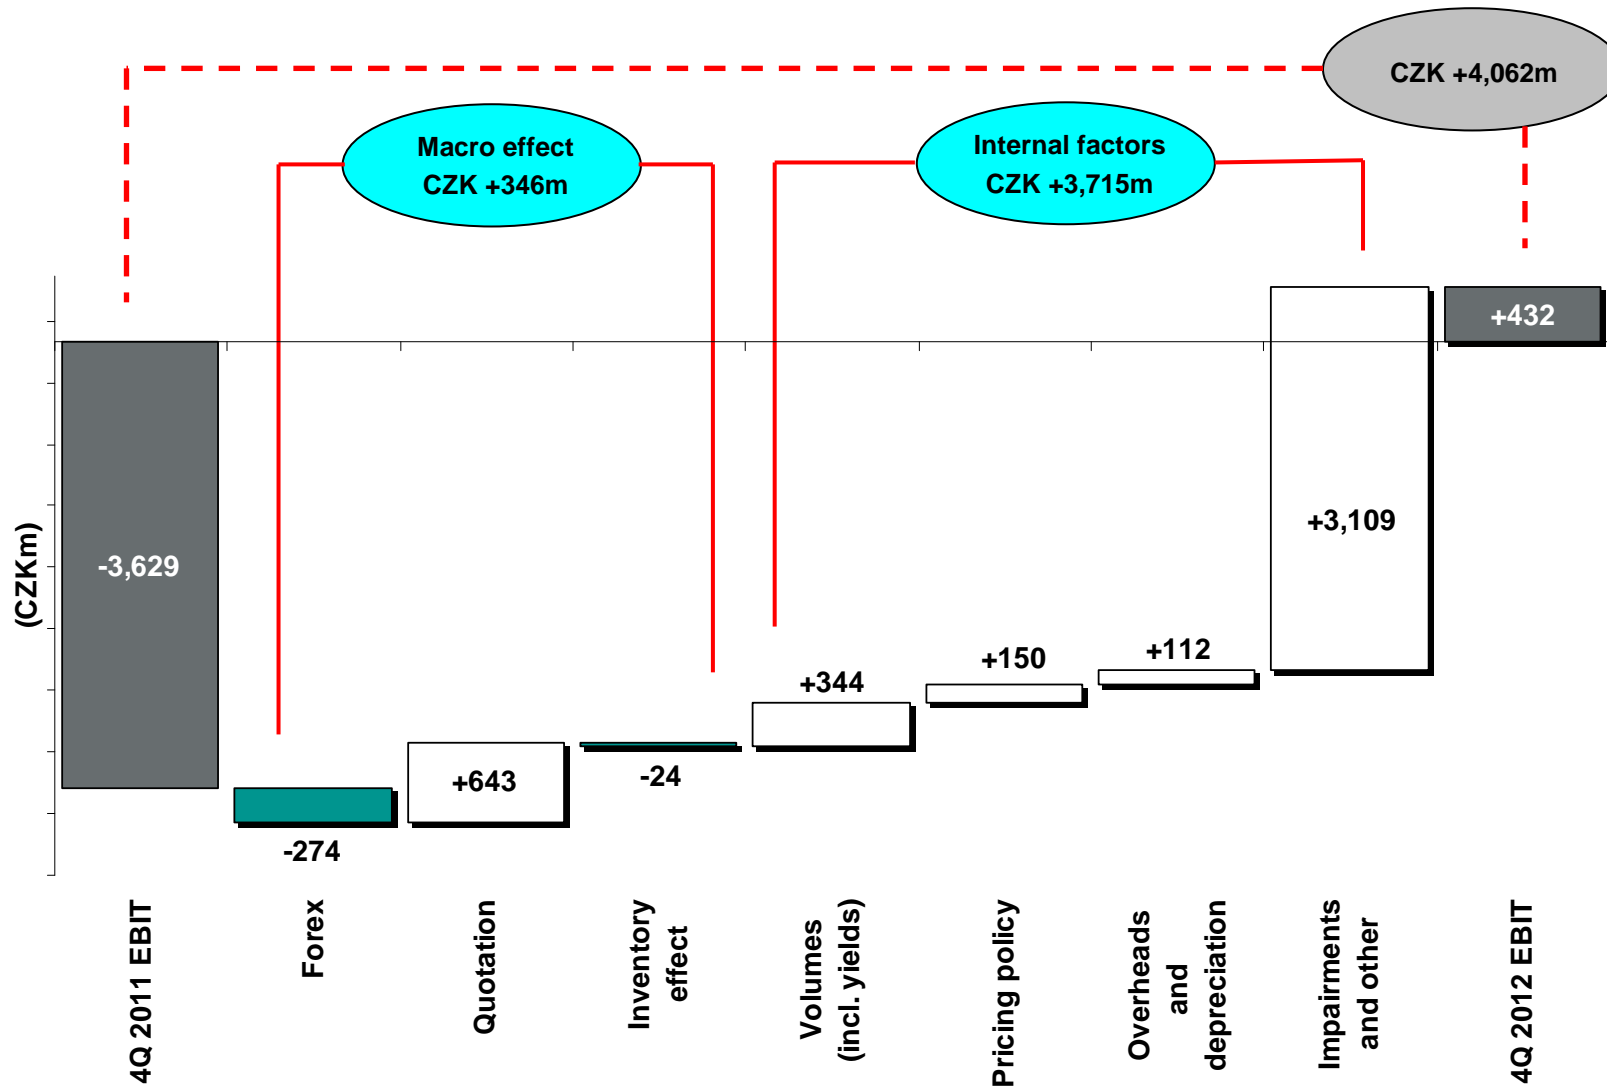 CZK +4,062m
Macro effect
CZK +346m
Internal factors
CZK +3,715m
(CZKm)
-3,629
-274
+643
-24
+344
+150
+112
+3,109
+432
4Q 2011 EBIT
Forex
Quotation
Inventory
effect
Volumes
(incl. yields)
Pricing policy
Overheads
and
depreciation
Impairments
and other
4Q 2012 EBIT